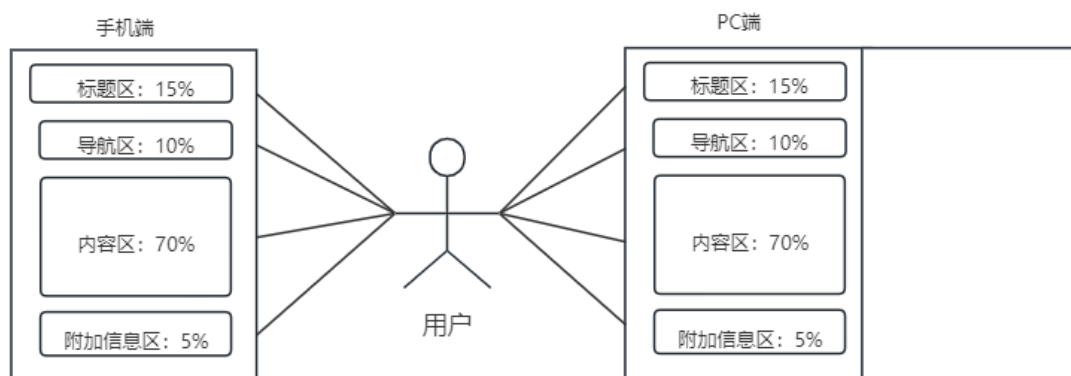 手机端
标题区：15%
导航区：10%
内容区：70%
附加信息区：5%
用户
PC端
标题区：15%
导航区：10%
内容区：70%
附加信息区：5%